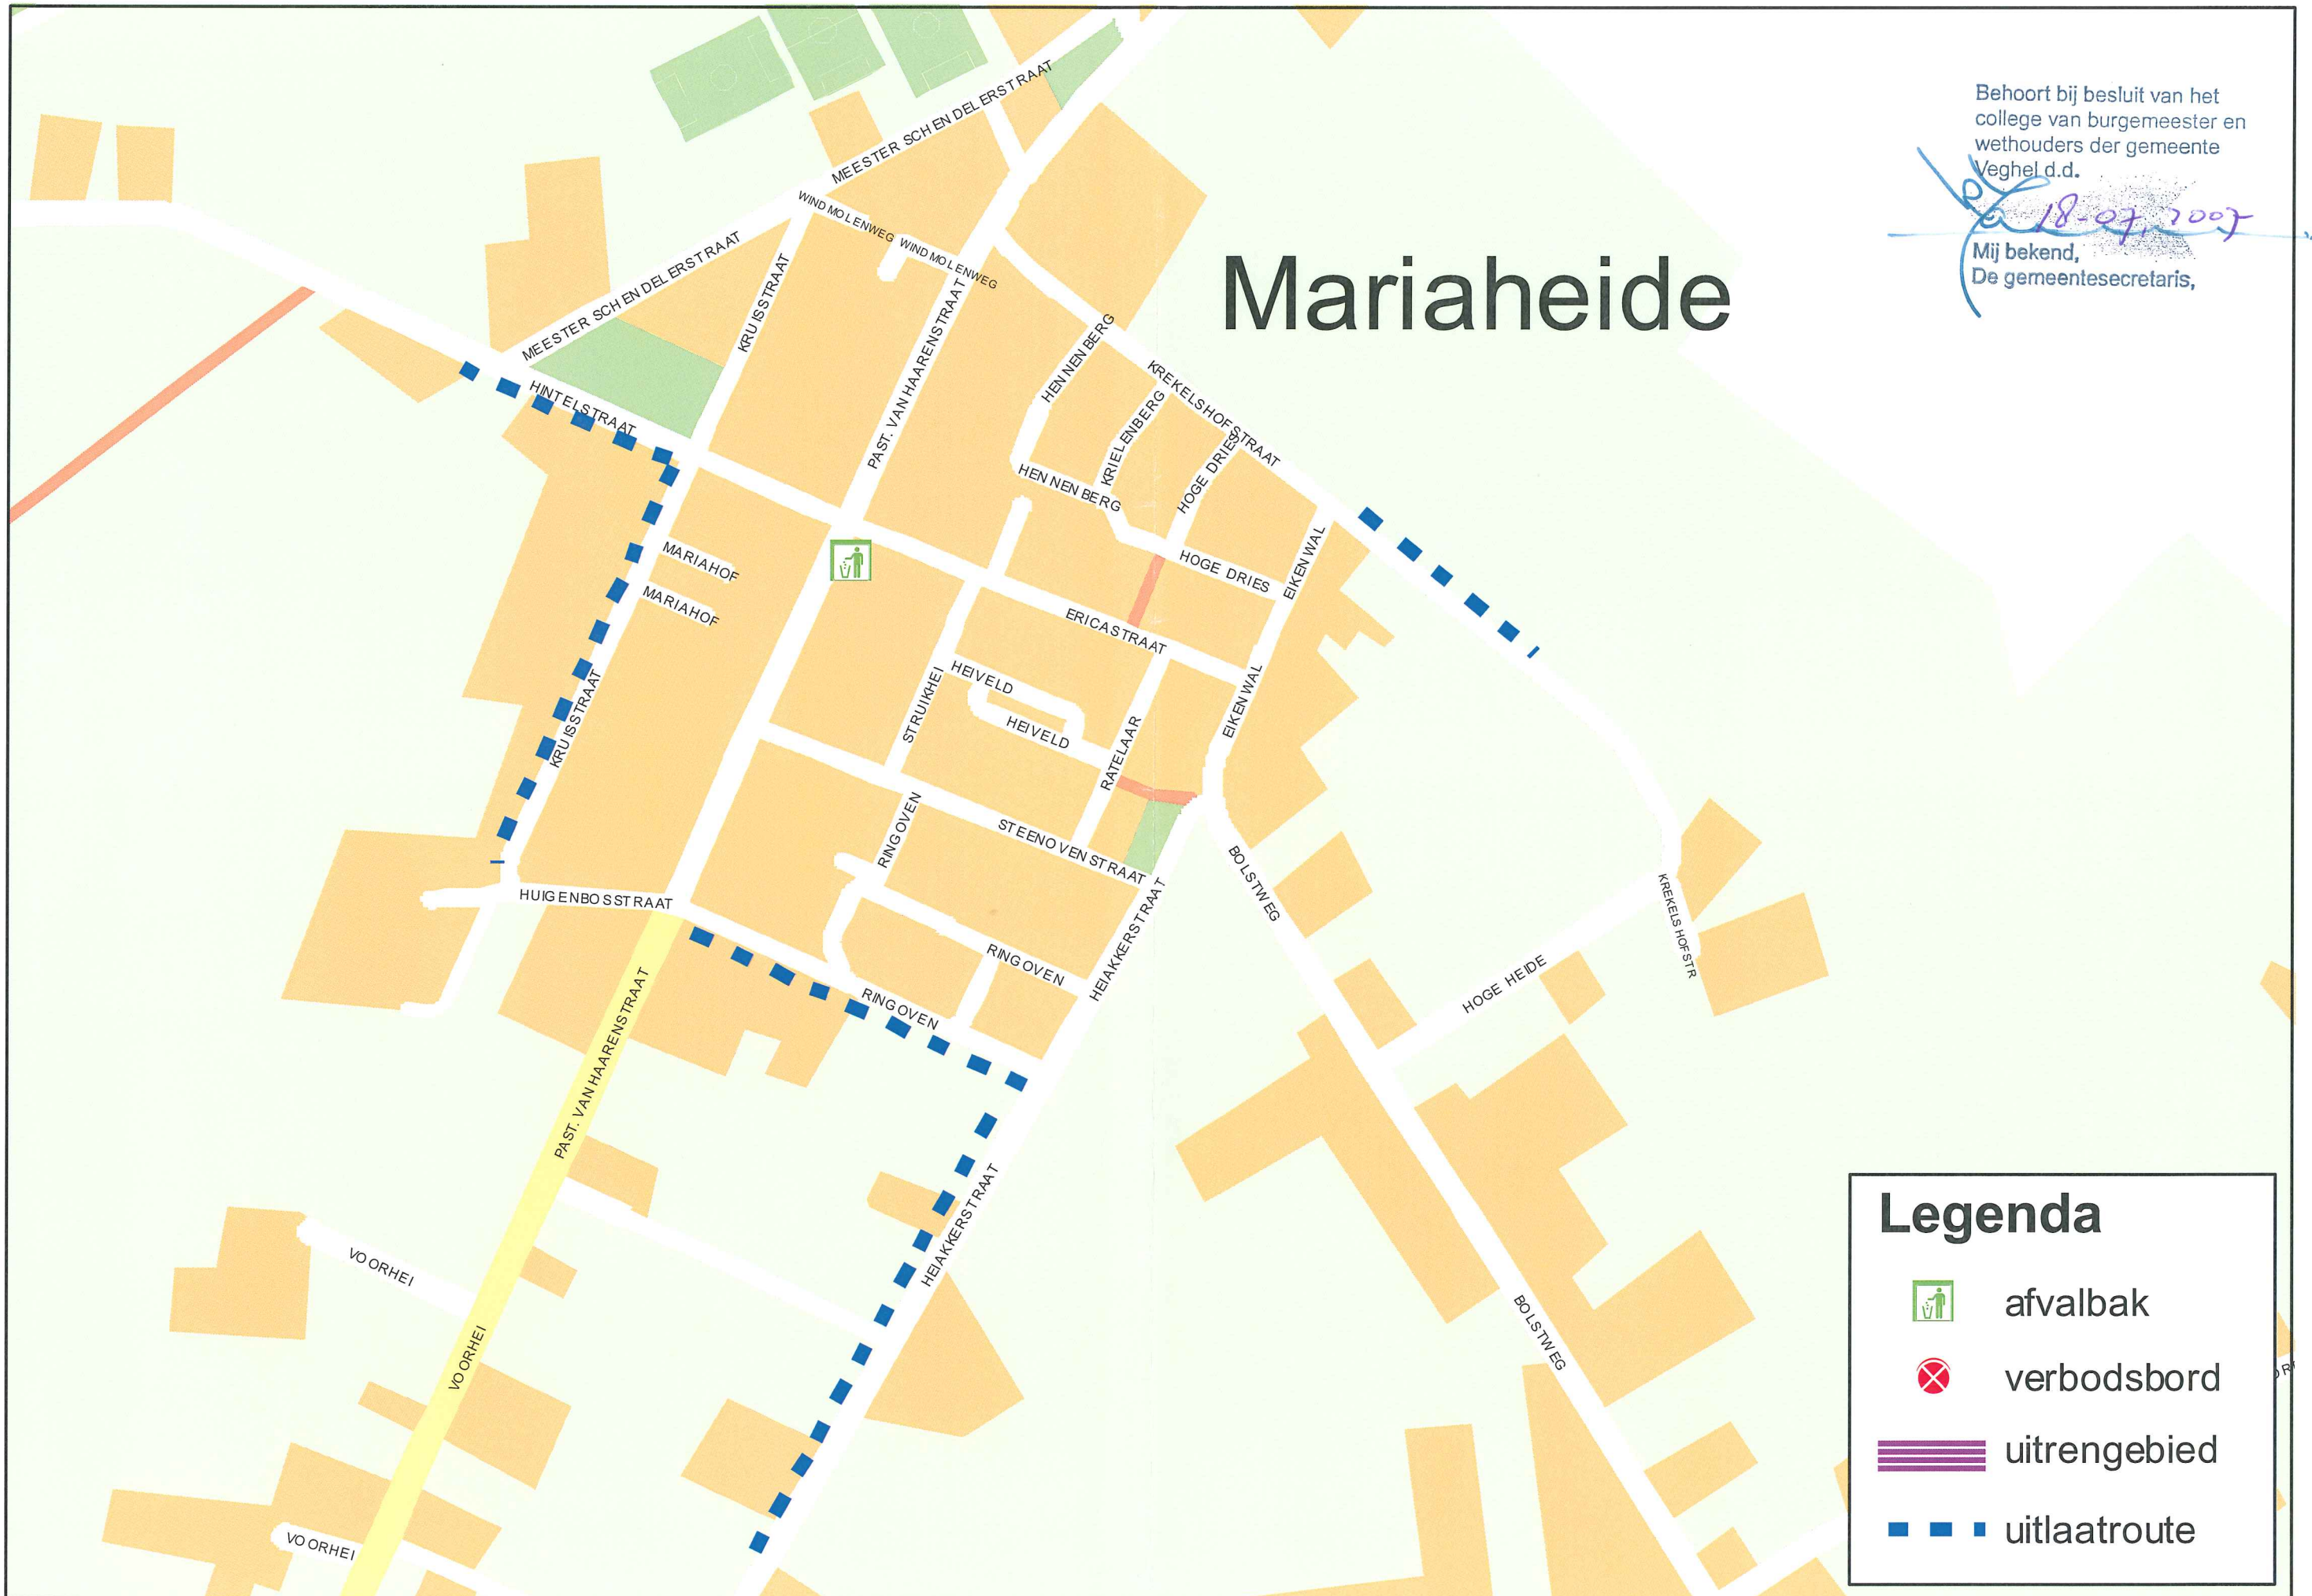 Behoort bij besluit van het
college van burgemeester en
wethouders der gemeente
Veghel d.d.
18-07-2007
Mij bekend,
De gemeentesecretaris,
Mariaheide
MEESTER SCHENDELERSTRAAT
WINDMOLENWEG
WINDMOLENWEG
MEESTER SCHENDELERSTRAAT
KRUISSTRAAT
PAST. VAN HAARENSTRAAT
HENNENBERG
KREKELSHOFSTRAAT
KRIELENBERG
HOGE DRIES
HINTELSTRAAT
HENNENBERG
MARIAHOF
MARIAHOF
HOGE DRIES
EIKENWAL
ERICASTRAAT
HEIVELD
STRUIKHEI
HEIVELD
RATELAAR
EIKENWAL
KRUISSTRAAT
RINGOVEN
STEENOVENSTRAAT
BOLSTWEG
HUIGENBOSSTRAAT
KREKELSHOFSTR
HEIAKKERSTRAAT
RINGOVEN
RINGOVEN
HOGE HEIDE
PAST. VAN HAARENSTRAAT
HEIAKKERSTRAAT
VOORHEI
VOORHEI
BOLSTWEG
VOORHEI
Legenda
afvalbak
verbodsbord
uitrengebied
uitlaatroute